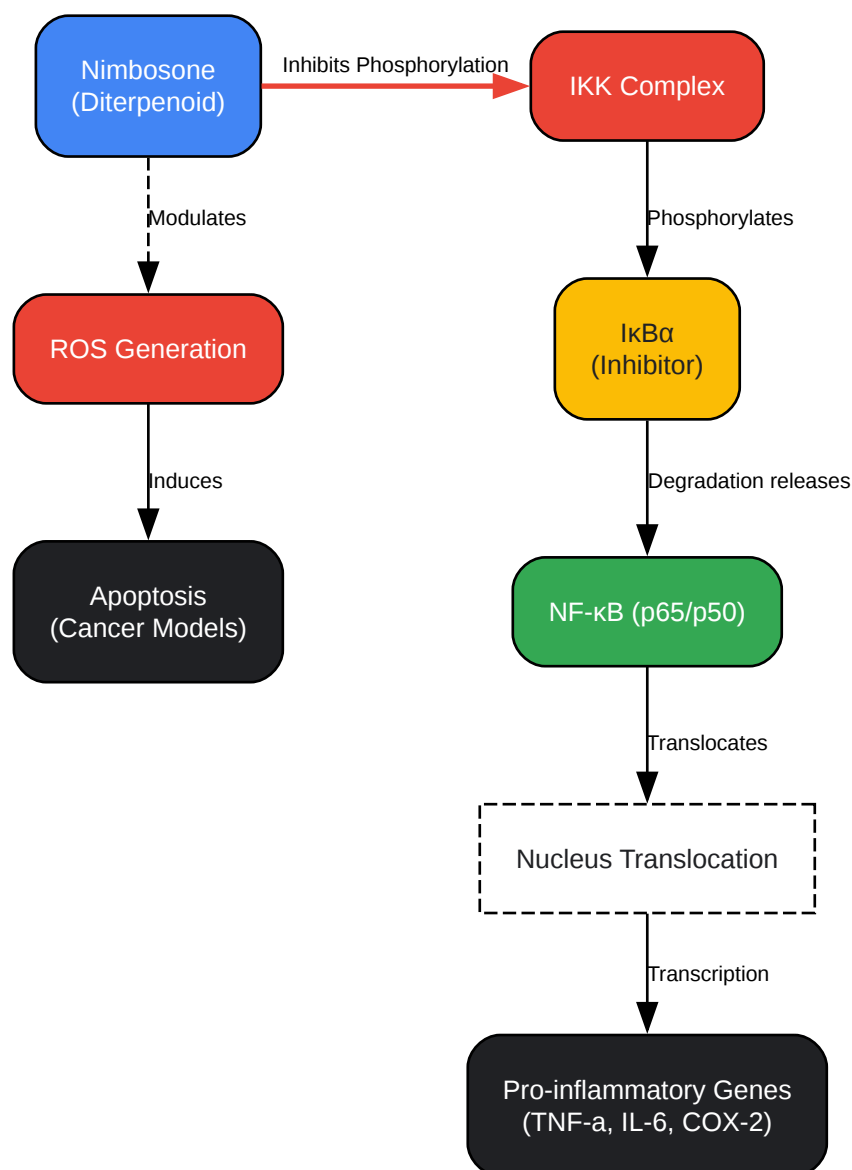 Nimbosone
(Diterpenoid)
Inhibits Phosphorylation
IKK Complex
Modulates
Phosphorylates
ROS Generation
IκBα
(Inhibitor)
Induces
Degradation releases
Apoptosis
(Cancer Models)
NF-κB (p65/p50)
Translocates
Nucleus Translocation
Transcription
Pro-inflammatory Genes
(TNF-a, IL-6, COX-2)